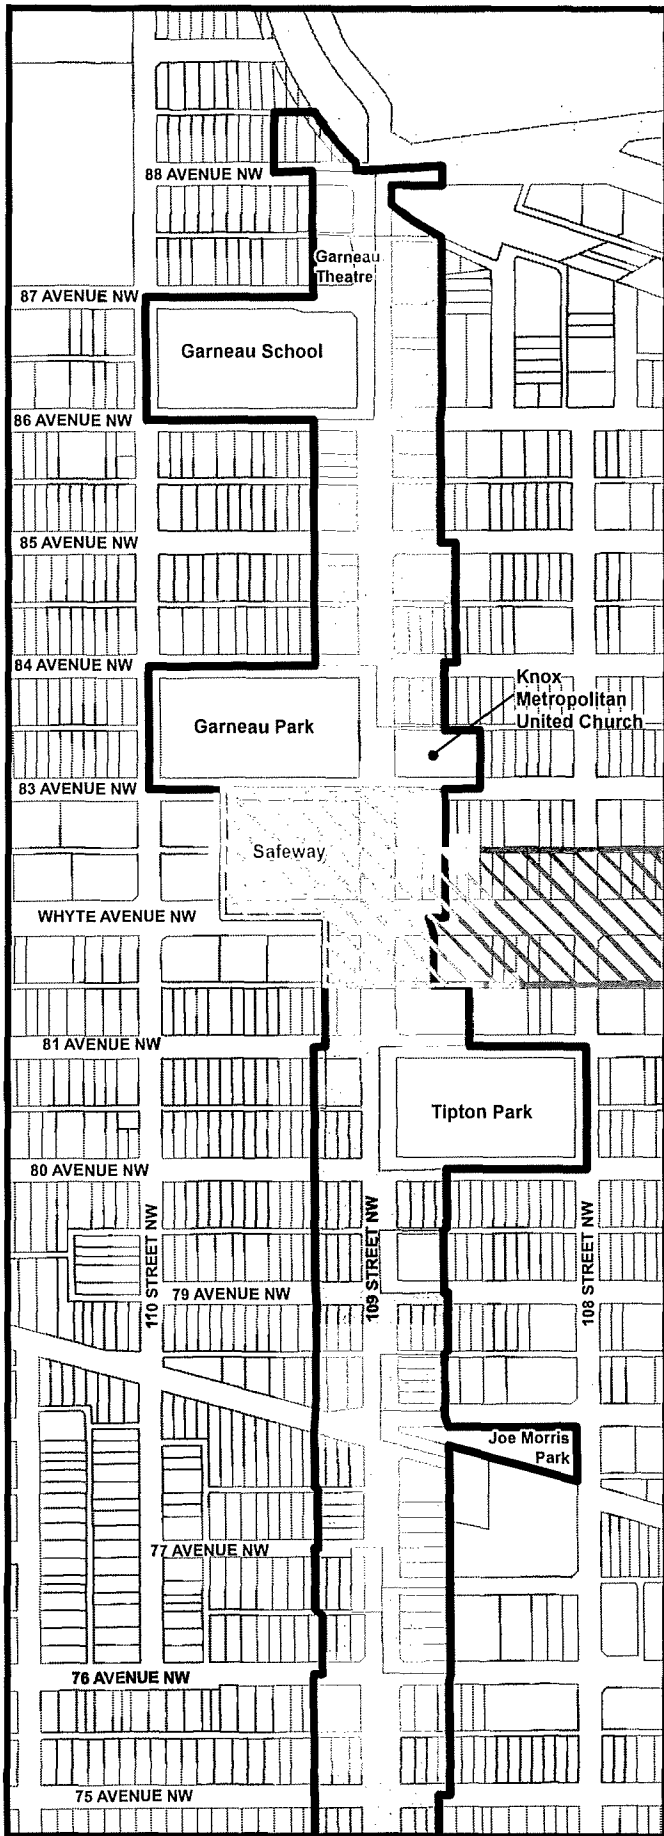 88 AVENUE NW
Garneau
Theatre
87 AVENUE NW
Garneau School
86 AVENUE NW
85 AVENUE NW
84 AVENUE NW
Knox
Metropolitan
United Church
Garneau Park
83 AVENUE NW
Safeway
WHYTE AVENUE NW
81 AVENUE NW
Tipton Park
80 AVENUE NW
110 STREET NW
109 STREET NW
108 STREET NW
79 AVENUE NW
Joe Morris
Park
77 AVENUE NW
76 AVENUE NW
75 AVENUE NW